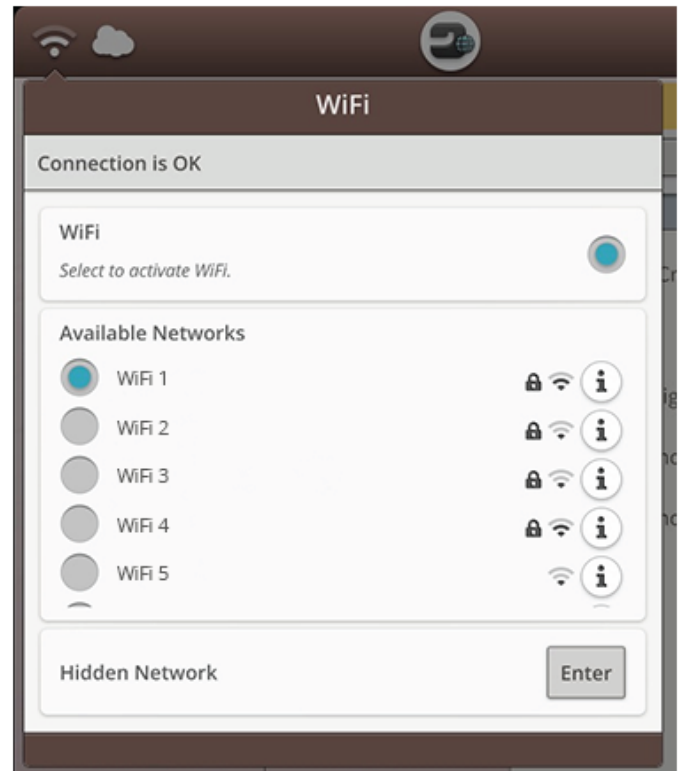 WiFi
Connection is OK
WiFi
Select to activate WiFi.
Available Networks
WiFi 1
WiFi 2
WiFi 3
WiFi 4
WiFi 5
Hidden Network
Enter